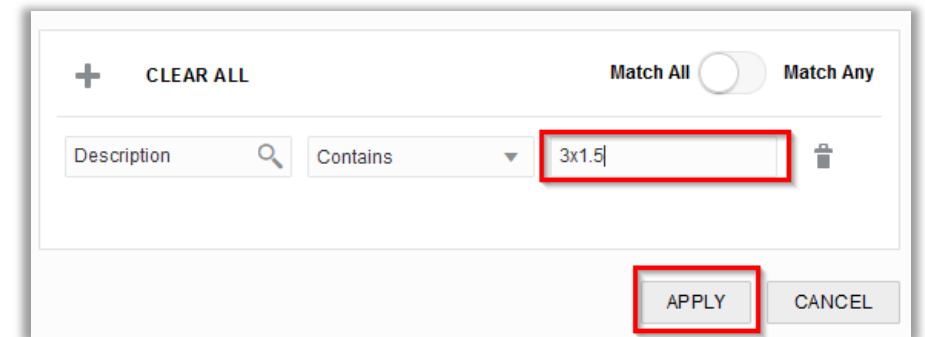 + CLEAR ALL Match All Match Any
Description Contains 3x1.5
APPLY CANCEL